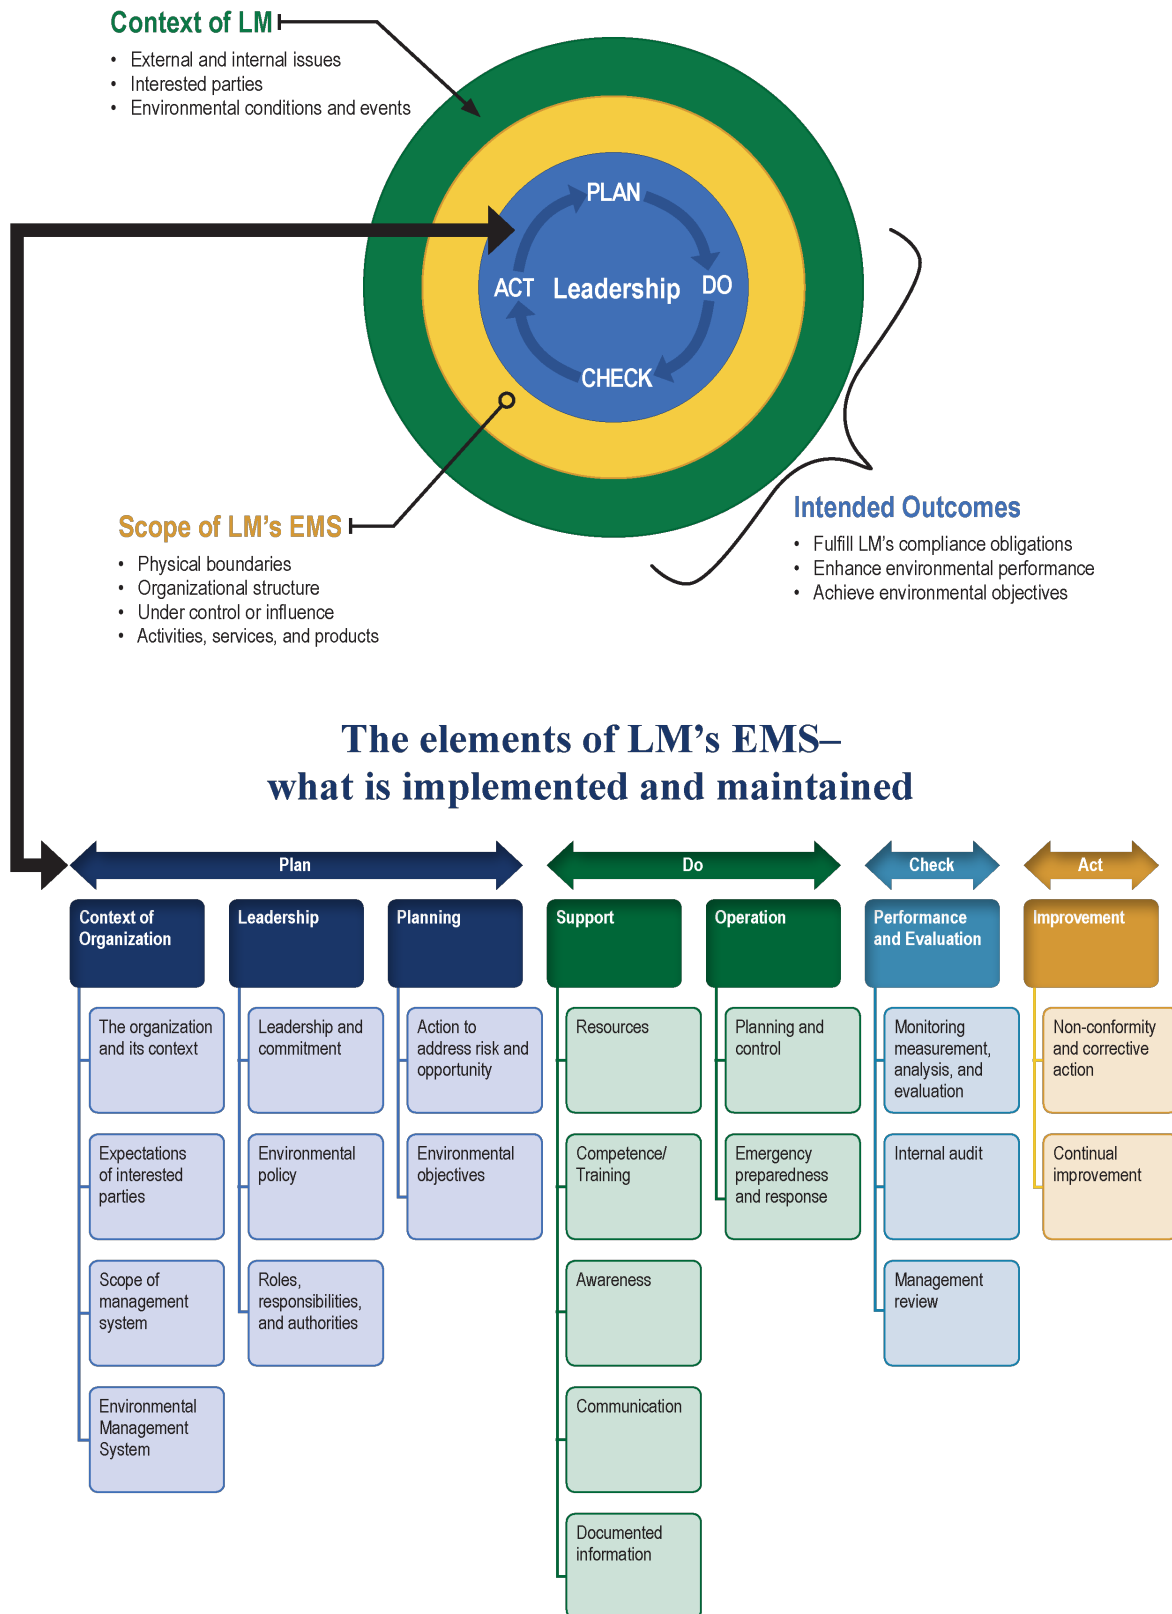 Context of LM
• External and internal issues
• Interested parties
• Environmental conditions and events
PLAN
ACT
Leadership
DO
CHECK
Scope of LM's EMS
• Physical boundaries
• Organizational structure
• Under control or influence
• Activities, services, and products
Intended Outcomes
• Fulfill LM's compliance obligations
• Enhance environmental performance
• Achieve environmental objectives
The elements of LM's EMS–
what is implemented and maintained
Plan
Do
Check
Act
Context of
Organization
The organization
and its context
Expectations
of interested
parties
Scope of
management
system
Environmental
Management
System
Leadership
Leadership and
commitment
Environmental
policy
Roles,
responsibilities,
and authorities
Planning
Action to
address risk and
opportunity
Environmental
objectives
Support
Resources
Competence/
Training
Awareness
Communication
Documented
information
Operation
Planning and
control
Emergency
preparedness
and response
Performance
and Evaluation
Monitoring
measurement,
analysis, and
evaluation
Internal audit
Management
review
Improvement
Non-conformity
and corrective
action
Continual
improvement